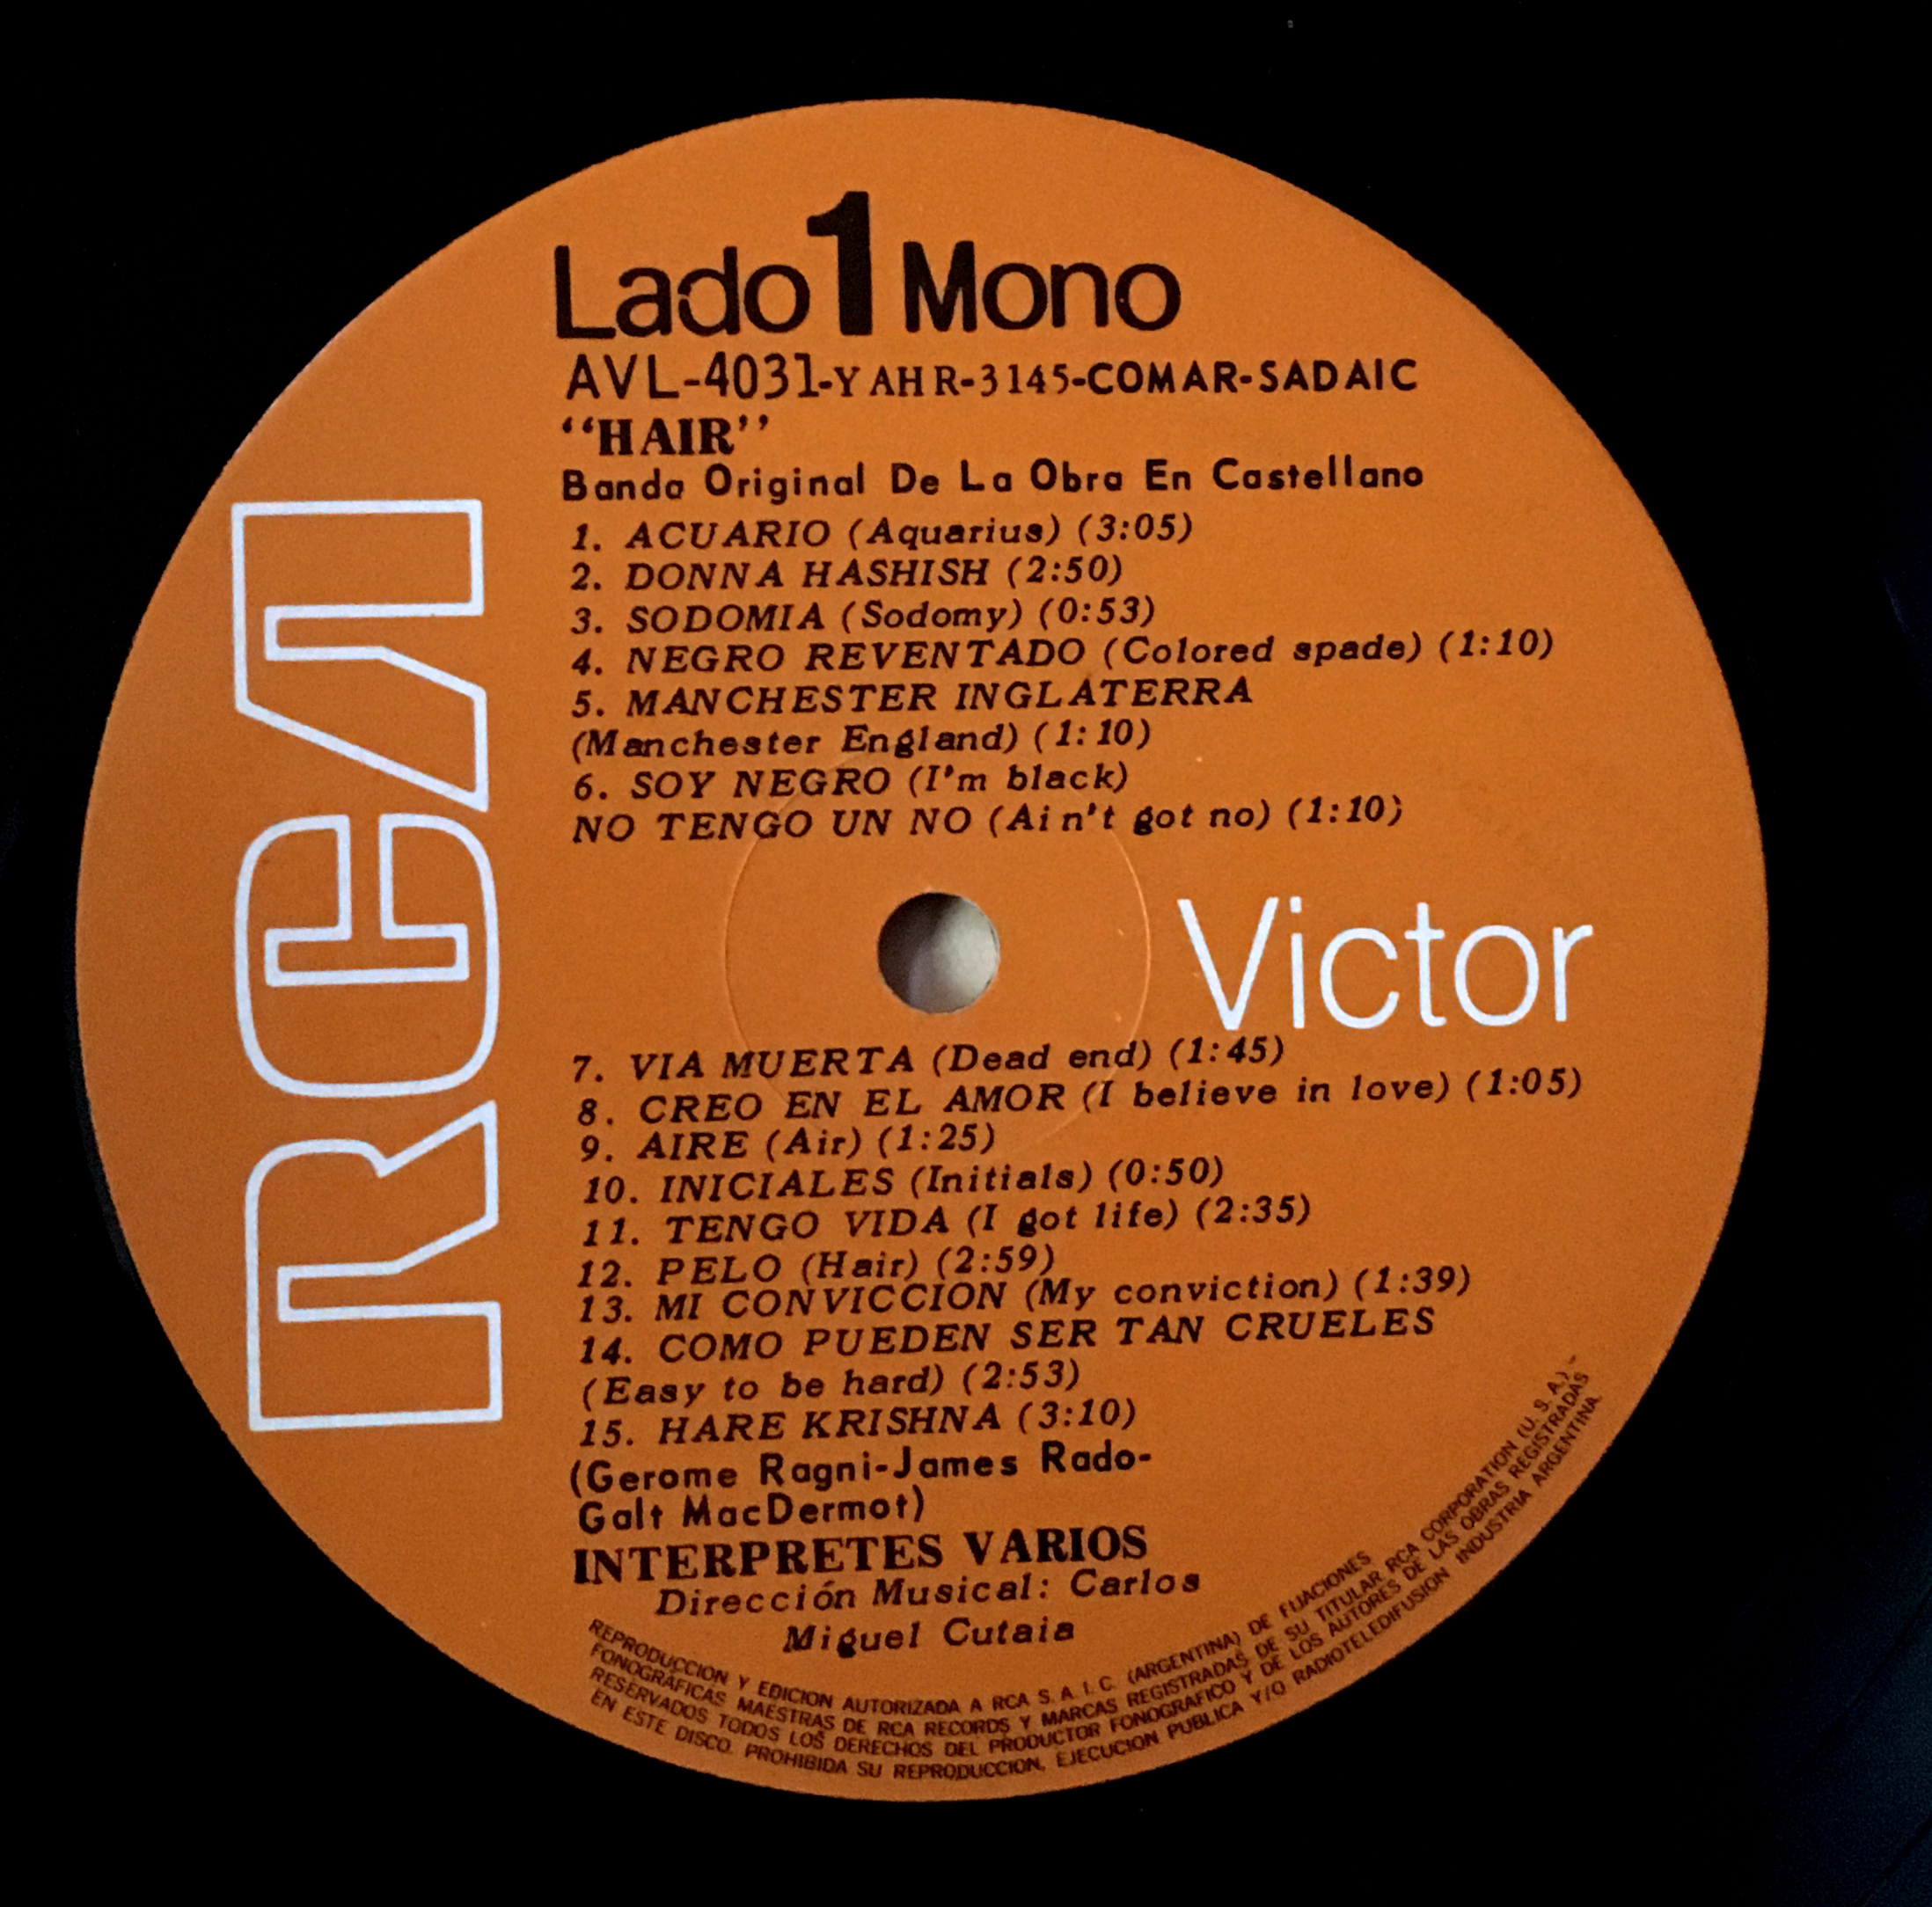 Lado 1 Mono
AVL-4031-YAHR-3145-COMAR-SADAIC
"HAIR"
Banda Original De La Obra En Castellano
1. ACUARIO (Aquarius) (3:05)
2. DONNA HASHISH (2:50)
3. SODOMIA (Sodomy) (0:53)
4. NEGRO REVENTADO (Colored spade) (1:10)
5. MANCHESTER INGLATERRA
(Manchester England) (1:10)
6. SOY NEGRO (I'm black)
NO TENGO UN NO (Ain't got no) (1:10)
RCA
Victor
7. VIA MUERTA (Dead end) (1:45)
8. CREO EN EL AMOR (I believe in love) (1:05)
9. AIRE (Air) (1:25)
10. INICIALES (Initials) (0:50)
11. TENGO VIDA (I got life) (2:35)
12. PELO (Hair) (2:59)
13. MI CONVICCION (My conviction) (1:39)
14. COMO PUEDEN SER TAN CRUELES
(Easy to be hard) (2:53)
15. HARE KRISHNA (3:10)
(Gerome Ragni-James Rado-
Galt MacDermot)
INTERPRETES VARIOS
Dirección Musical: Carlos
Miguel Cutaia
REPRODUCCION Y EDICION AUTORIZADA A RCA S. A. I. C. (ARGENTINA) DE FIJACIONES
FONOGRÁFICAS MAESTRAS DE RCA RECORDS Y MARCAS REGISTRADAS DE SU TITULAR RCA CORPORATION (U. S. A.) –
RESERVADOS TODOS LOS DERECHOS DEL PRODUCTOR FONOGRAFICO Y DE LOS AUTORES DE LAS OBRAS REGISTRADAS
EN ESTE DISCO. PROHIBIDA SU REPRODUCCION, EJECUCION PUBLICA Y/O RADIOTELEDIFUSION INDUSTRIA ARGENTINA